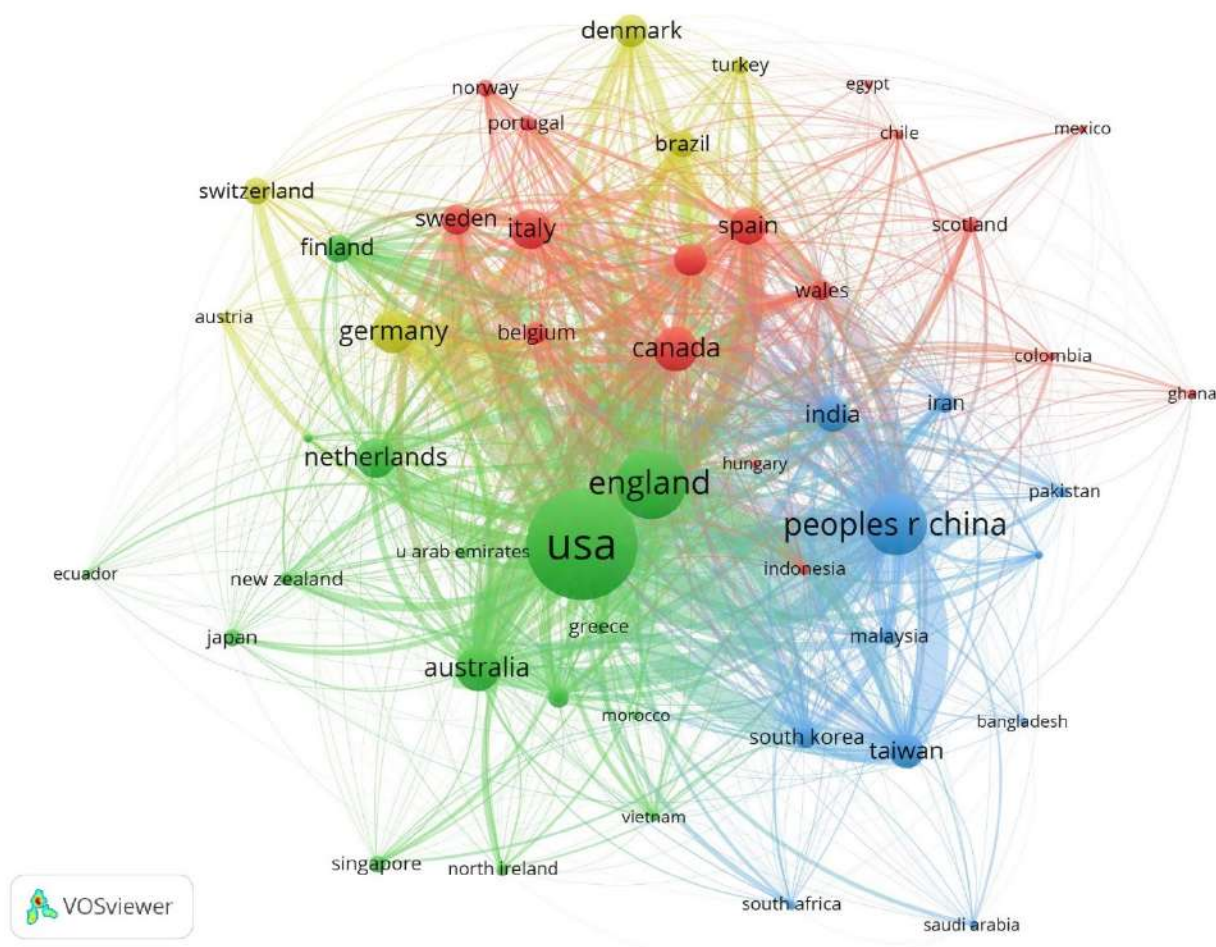 denmark
turkey
egypt
norway
portugal
chile
mexico
brazil
switzerland
sweden
italy
spain
scotland
finland
wales
austria
germany
belgium
canada
colombia
ghana
india
iran
netherlands
hungary
england
pakistan
peoples r china
usa
u arab emirates
ecuador
new zealand
indonesia
greece
japan
malaysia
australia
morocco
bangladesh
south korea
taiwan
vietnam
singapore
north ireland
south africa
saudi arabia
VOSviewer